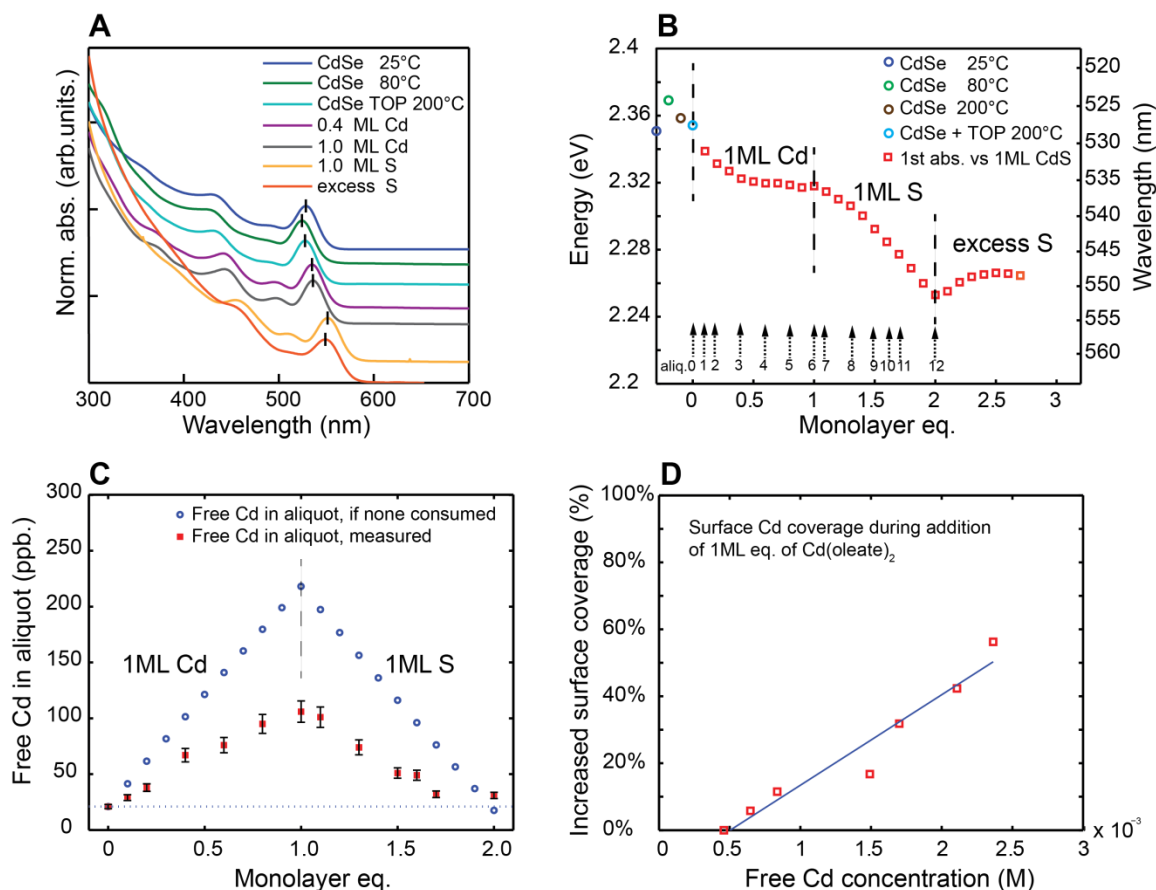 A
CdSe 25°C
CdSe 80°C
CdSe TOP 200°C
0.4 ML Cd
1.0 ML Cd
1.0 ML S
excess S
Norm. abs. (arb.units.)
300 400 500 600 700
Wavelength (nm)
B
2.4
2.36
2.32
2.28
2.24
2.2
Energy (eV)
CdSe 25°C
CdSe 80°C
CdSe 200°C
CdSe + TOP 200°C
1st abs. vs 1ML CdS
1ML Cd
1ML S
excess S
aliq.0 1 2 3 4 5 6 7 8 9 10 11 12
0 0.5 1 1.5 2 2.5 3
Monolayer eq.
520
530
540
550
560
Wavelength (nm)
C
300
250
200
150
100
50
0
Free Cd in aliquot (ppb.)
Free Cd in aliquot, if none consumed
Free Cd in aliquot, measured
1ML Cd
1ML S
0 0.5 1.0 1.5 2.0
Monolayer eq.
D
100%
80%
60%
40%
20%
0%
Increased surface coverage (%)
Surface Cd coverage during addition
of 1ML eq. of Cd(oleate)₂
0 0.5 1 1.5 2 2.5 3
x 10⁻³
Free Cd concentration (M)